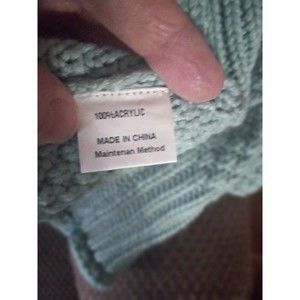 100%ACRYLIC
MADE IN CHINA
Maintenan Method